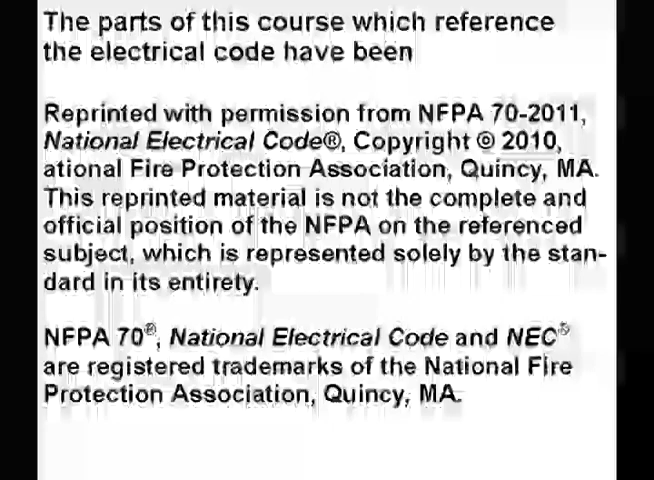 The parts of this course which reference
the electrical code have been
Reprinted with permission from NFPA 70-2011,
National Electrical Code®, Copyright © 2010,
ational Fire Protection Association, Quincy, MA.
This reprinted material is not the complete and
official position of the NFPA on the referenced
subject, which is represented solely by the stan-
dard in its entirety.
NFPA 70®, National Electrical Code and NEC®
are registered trademarks of the National Fire
Protection Association, Quincy, MA.